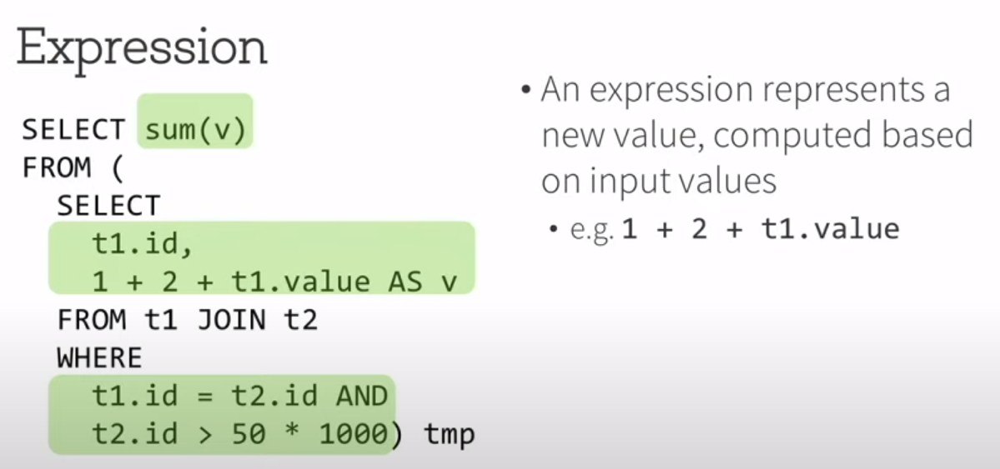 Expression
SELECT sum(v)
FROM (
SELECT
t1.id,
1 + 2 + t1.value AS v
FROM t1 JOIN t2
WHERE
t1.id = t2.id AND
t2.id > 50 * 1000) tmp
• An expression represents a
new value, computed based
on input values
• e.g. 1 + 2 + t1.value